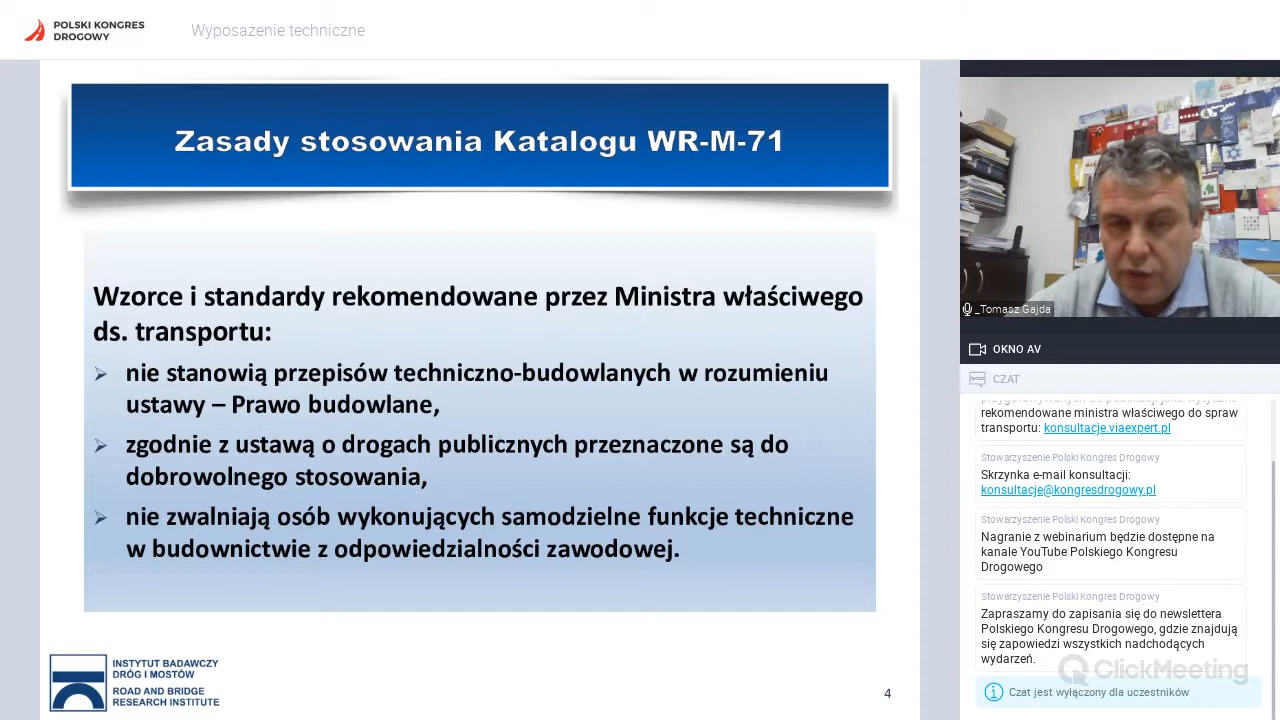 POLSKI KONGRES
DROGOWY
Wyposażenie techniczne
Zasady stosowania Katalogu WR-M-71
Wzorce i standardy rekomendowane przez Ministra właściwego
ds. transportu:
nie stanowią przepisów techniczno-budowlanych w rozumieniu
ustawy – Prawo budowlane,
zgodnie z ustawą o drogach publicznych przeznaczone są do
dobrowolnego stosowania,
nie zwalniają osób wykonujących samodzielne funkcje techniczne
w budownictwie z odpowiedzialności zawodowej.
INSTYTUT BADAWCZY
DRÓG I MOSTÓW
ROAD AND BRIDGE
RESEARCH INSTITUTE
4
_Tomasz Gajda
OKNO AV
CZAT
rekomendowane ministra właściwego do spraw
transportu: konsultacje.viaexpert.pl
Stowarzyszenie Polski Kongres Drogowy
Skrzynka e-mail konsultacji:
konsultacje@kongresdrogowy.pl
Stowarzyszenie Polski Kongres Drogowy
Nagranie z webinarium będzie dostępne na
kanale YouTube Polskiego Kongresu
Drogowego
Stowarzyszenie Polski Kongres Drogowy
Zapraszamy do zapisania się do newslettera
Polskiego Kongresu Drogowego, gdzie znajdują
się zapowiedzi wszystkich nadchodzących
wydarzeń.
ClickMeeting
Czat jest wyłączony dla uczestników